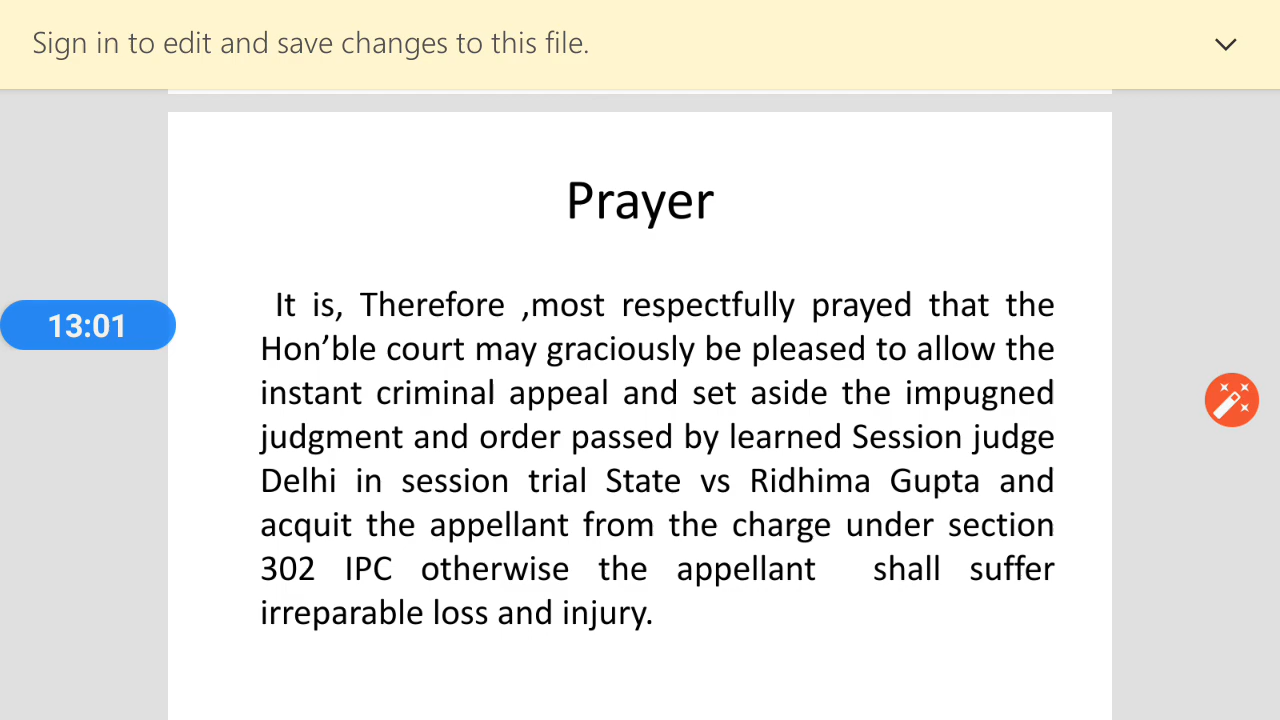 Sign in to edit and save changes to this file.
Prayer
13:01
It is, Therefore ,most respectfully prayed that the
Hon’ble court may graciously be pleased to allow the
instant criminal appeal and set aside the impugned
judgment and order passed by learned Session judge
Delhi in session trial State vs Ridhima Gupta and
acquit the appellant from the charge under section
302 IPC otherwise the appellant shall suffer
irreparable loss and injury.